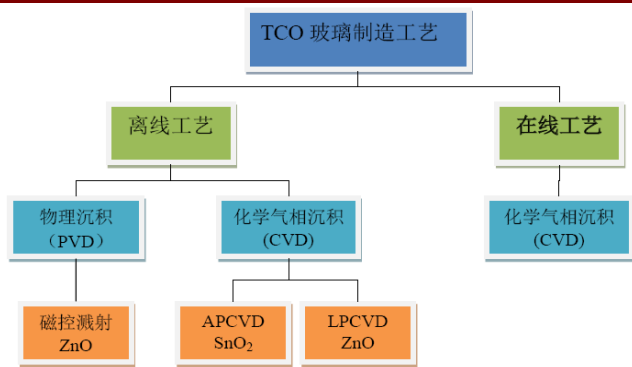 TCO 玻璃制造工艺
离线工艺
在线工艺
物理沉积
（PVD）
化学气相沉积
(CVD)
化学气相沉积
(CVD)
磁控溅射
ZnO
APCVD
SnO₂
LPCVD
ZnO